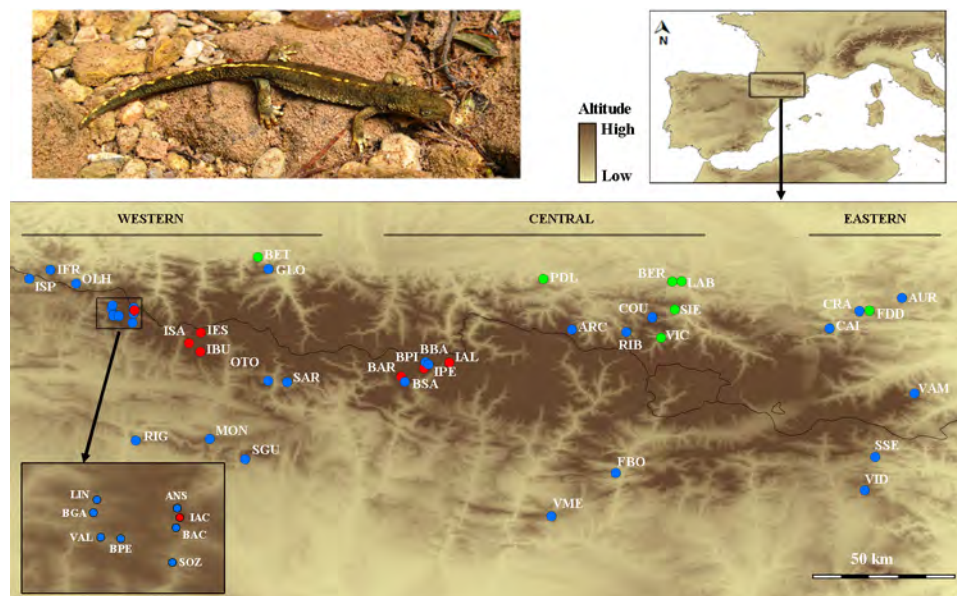 N
Altitude
High
Low
WESTERN
CENTRAL
EASTERN
BET
GLO
IFR
OLH
ISP
PDL
BER
LAB
AUR
CRA
FDD
CAI
COU
SIE
ARC
RIB
VIC
ISA
IES
IBU
OTO
SAR
BPI
BBA
IAL
BAR
IPE
BSA
VAM
RIG
MON
SGU
FBO
SSE
VID
VME
LIN
ANS
BGA
IAC
VAL
BPE
BAC
SOZ
50 km